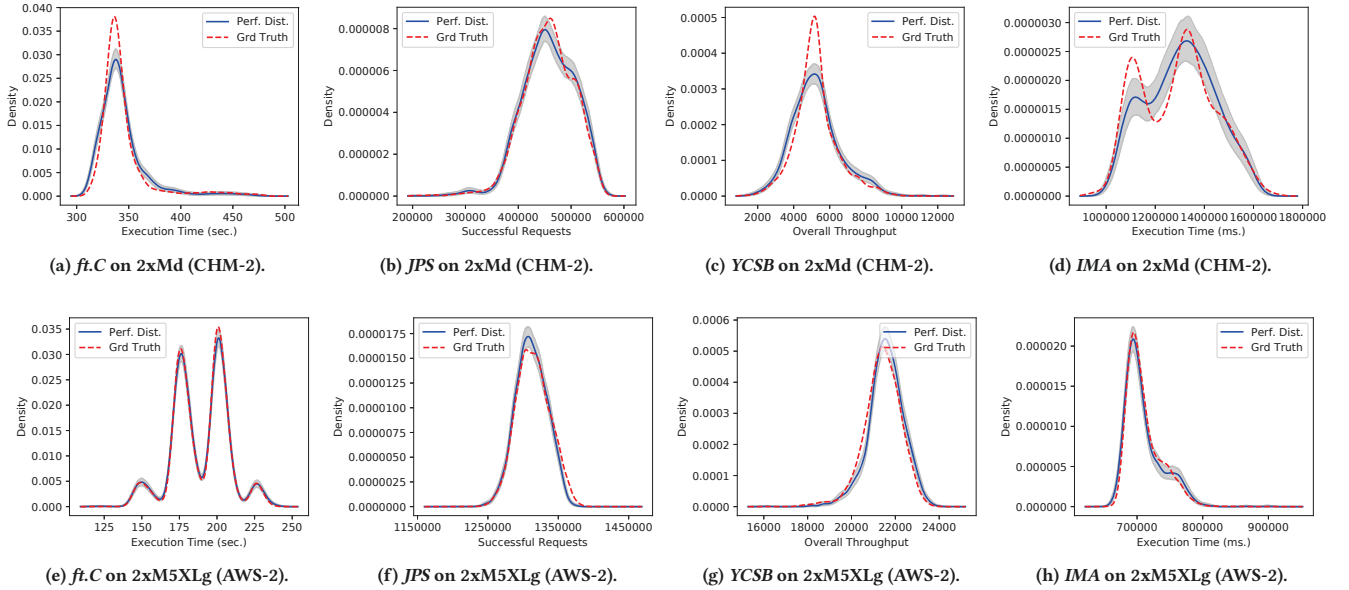 0.040
0.035
0.030
0.025
0.020
0.015
0.010
0.005
0.000
Density
300 350 400 450 500
Execution Time (sec.)
Perf. Dist.
Grd Truth
(a) ft.C on 2xMd (CHM-2).
0.000008
0.000006
0.000004
0.000002
0.000000
Density
200000 300000 400000 500000 600000
Successful Requests
Perf. Dist.
Grd Truth
(b) JPS on 2xMd (CHM-2).
0.0005
0.0004
0.0003
0.0002
0.0001
0.0000
Density
2000 4000 6000 8000 10000 12000
Overall Throughput
Perf. Dist.
Grd Truth
(c) YCSB on 2xMd (CHM-2).
0.0000030
0.0000025
0.0000020
0.0000015
0.0000010
0.0000005
0.0000000
Density
1000000 1200000 1400000 1600000 1800000
Execution Time (ms.)
Perf. Dist.
Grd Truth
(d) IMA on 2xMd (CHM-2).
0.035
0.030
0.025
0.020
0.015
0.010
0.005
0.000
Density
125 150 175 200 225 250
Execution Time (sec.)
Perf. Dist.
Grd Truth
(e) ft.C on 2xM5XLg (AWS-2).
0.0000175
0.0000150
0.0000125
0.0000100
0.0000075
0.0000050
0.0000025
0.0000000
Density
1150000 1250000 1350000 1450000
Successful Requests
Perf. Dist.
Grd Truth
(f) JPS on 2xM5XLg (AWS-2).
0.0006
0.0005
0.0004
0.0003
0.0002
0.0001
0.0000
Density
16000 18000 20000 22000 24000
Overall Throughput
Perf. Dist.
Grd Truth
(g) YCSB on 2xM5XLg (AWS-2).
0.000020
0.000015
0.000010
0.000005
0.000000
Density
700000 800000 900000
Execution Time (ms.)
Perf. Dist.
Grd Truth
(h) IMA on 2xM5XLg (AWS-2).